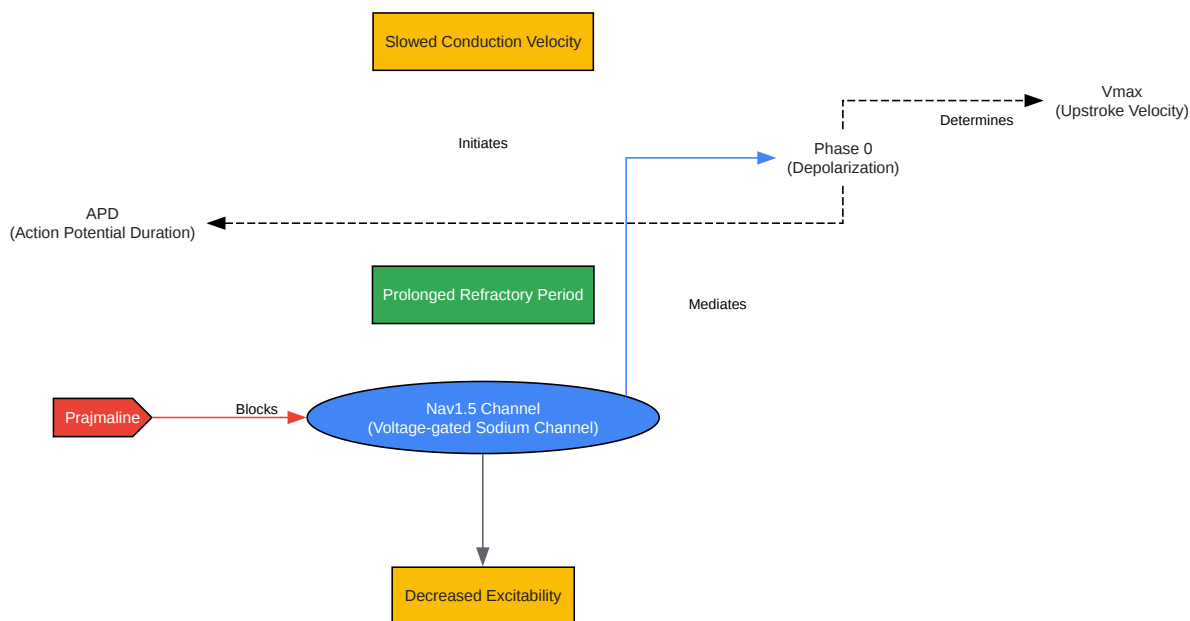 Slowed Conduction Velocity
Vmax
(Upstroke Velocity)
Determines
Initiates
Phase 0
(Depolarization)
APD
(Action Potential Duration)
Prolonged Refractory Period
Mediates
Prajmaline
Blocks
Nav1.5 Channel
(Voltage-gated Sodium Channel)
Decreased Excitability